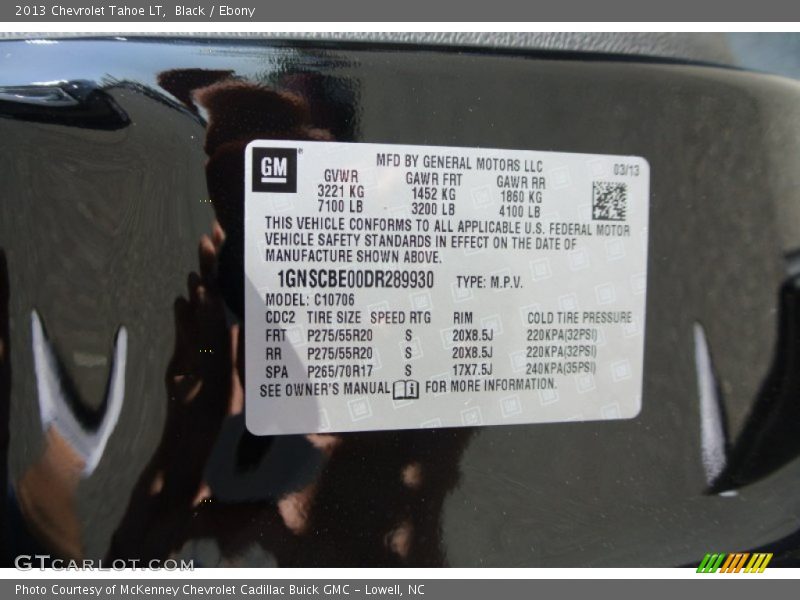 2013 Chevrolet Tahoe LT, Black / Ebony
GM
MFD BY GENERAL MOTORS LLC 03/13
GVWR GAWR FRT GAWR RR
3221 KG 1452 KG 1860 KG
7100 LB 3200 LB 4100 LB
THIS VEHICLE CONFORMS TO ALL APPLICABLE U.S. FEDERAL MOTOR
VEHICLE SAFETY STANDARDS IN EFFECT ON THE DATE OF
MANUFACTURE SHOWN ABOVE.
1GNSCBE00DR289930 TYPE: M.P.V.
MODEL: C10706
CDC2 TIRE SIZE SPEED RTG RIM COLD TIRE PRESSURE
FRT P275/55R20 S 20X8.5J 220KPA(32PSI)
RR P275/55R20 S 20X8.5J 220KPA(32PSI)
SPA P265/70R17 S 17X7.5J 240KPA(35PSI)
SEE OWNER'S MANUAL i FOR MORE INFORMATION.
GTCARLOT.COM
Photo Courtesy of McKenney Chevrolet Cadillac Buick GMC - Lowell, NC